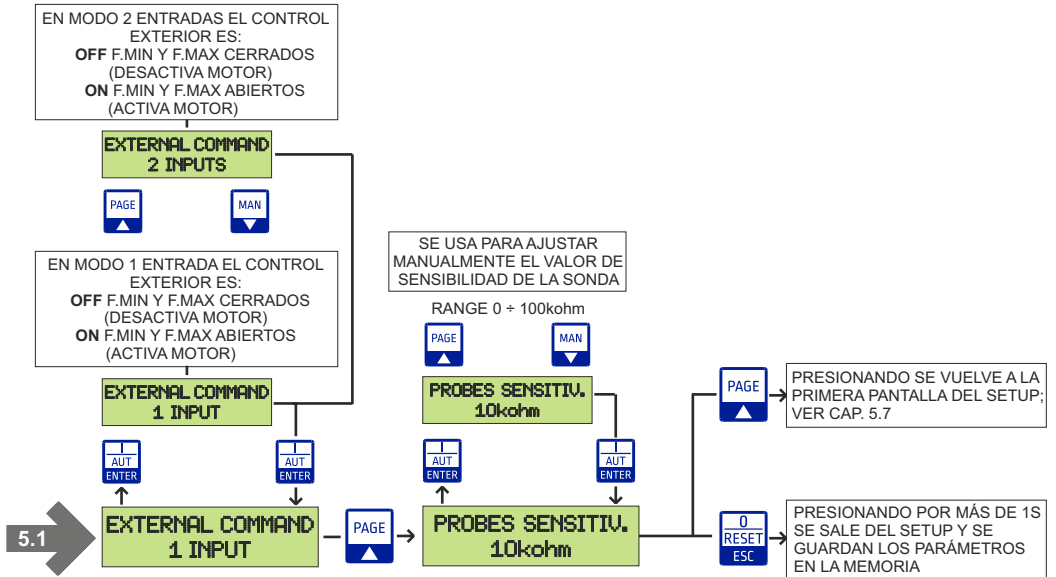 EN MODO 2 ENTRADAS EL CONTROL
EXTERIOR ES:
OFF F.MIN Y F.MAX CERRADOS
(DESACTIVA MOTOR)
ON F.MIN Y F.MAX ABIERTOS
(ACTIVA MOTOR)
EXTERNAL COMMAND
2 INPUTS
PAGE
MAN
EN MODO 1 ENTRADA EL CONTROL
EXTERIOR ES:
OFF F.MIN Y F.MAX CERRADOS
(DESACTIVA MOTOR)
ON F.MIN Y F.MAX ABIERTOS
(ACTIVA MOTOR)
EXTERNAL COMMAND
1 INPUT
I
AUT
ENTER
I
AUT
ENTER
5.1
EXTERNAL COMMAND
1 INPUT
PAGE
SE USA PARA AJUSTAR
MANUALMENTE EL VALOR DE
SENSIBILIDAD DE LA SONDA
RANGE 0 ÷ 100kohm
PAGE
MAN
PROBES SENSITIV.
10kohm
I
AUT
ENTER
I
AUT
ENTER
PROBES SENSITIV.
10kohm
PAGE
PRESIONANDO SE VUELVE A LA
PRIMERA PANTALLA DEL SETUP;
VER CAP. 5.7
0
RESET
ESC
PRESIONANDO POR MÁS DE 1S
SE SALE DEL SETUP Y SE
GUARDAN LOS PARÁMETROS
EN LA MEMORIA